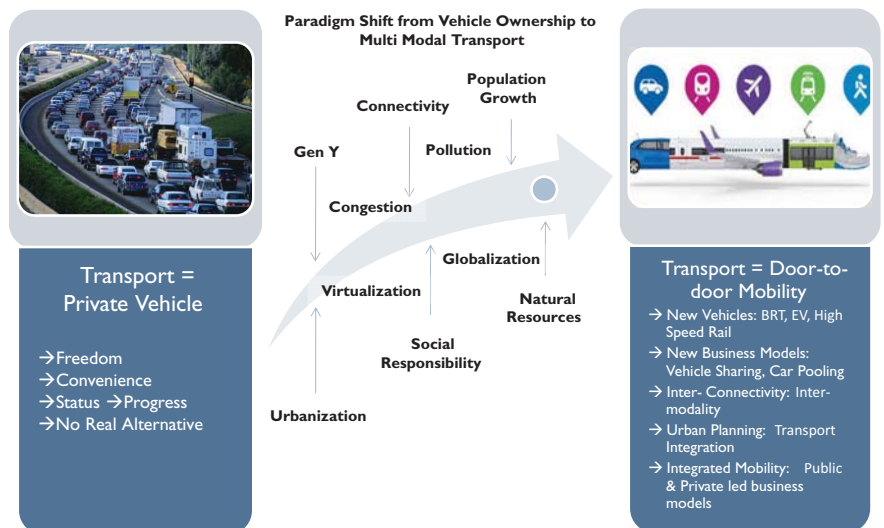 Paradigm Shift from Vehicle Ownership to
Multi Modal Transport
Population
Growth
Connectivity
Gen Y
Pollution
Congestion
Globalization
Virtualization
Natural
Resources
Social
Responsibility
Urbanization
Transport =
Private Vehicle
→Freedom
→Convenience
→Status →Progress
→No Real Alternative
Transport = Door-to-
door Mobility
→ New Vehicles: BRT, EV, High
Speed Rail
→ New Business Models:
Vehicle Sharing, Car Pooling
→ Inter- Connectivity: Inter-
modality
→ Urban Planning: Transport
Integration
→ Integrated Mobility: Public
& Private led business
models